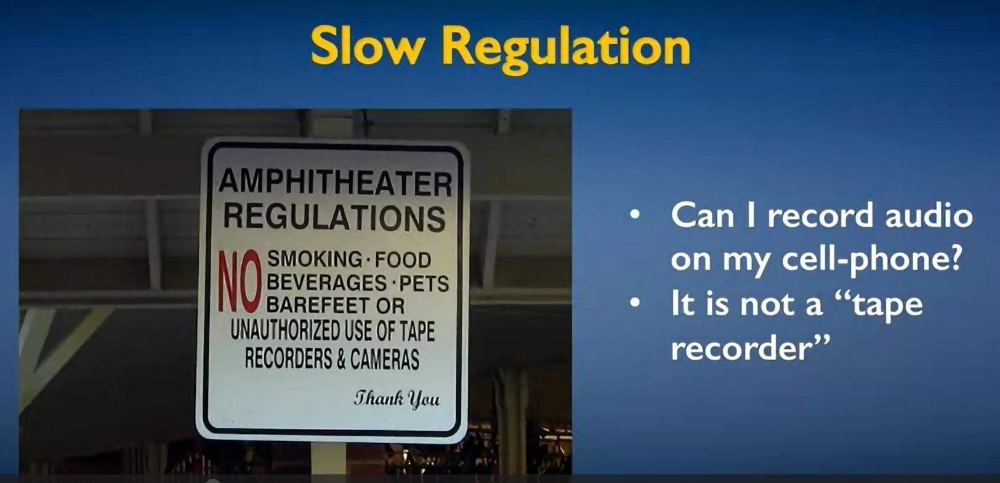 Slow Regulation
AMPHITHEATER
REGULATIONS
NO SMOKING · FOOD
BEVERAGES · PETS
BAREFEET OR
UNAUTHORIZED USE OF TAPE
RECORDERS & CAMERAS
Thank You
• Can I record audio
on my cell-phone?
• It is not a “tape
recorder”